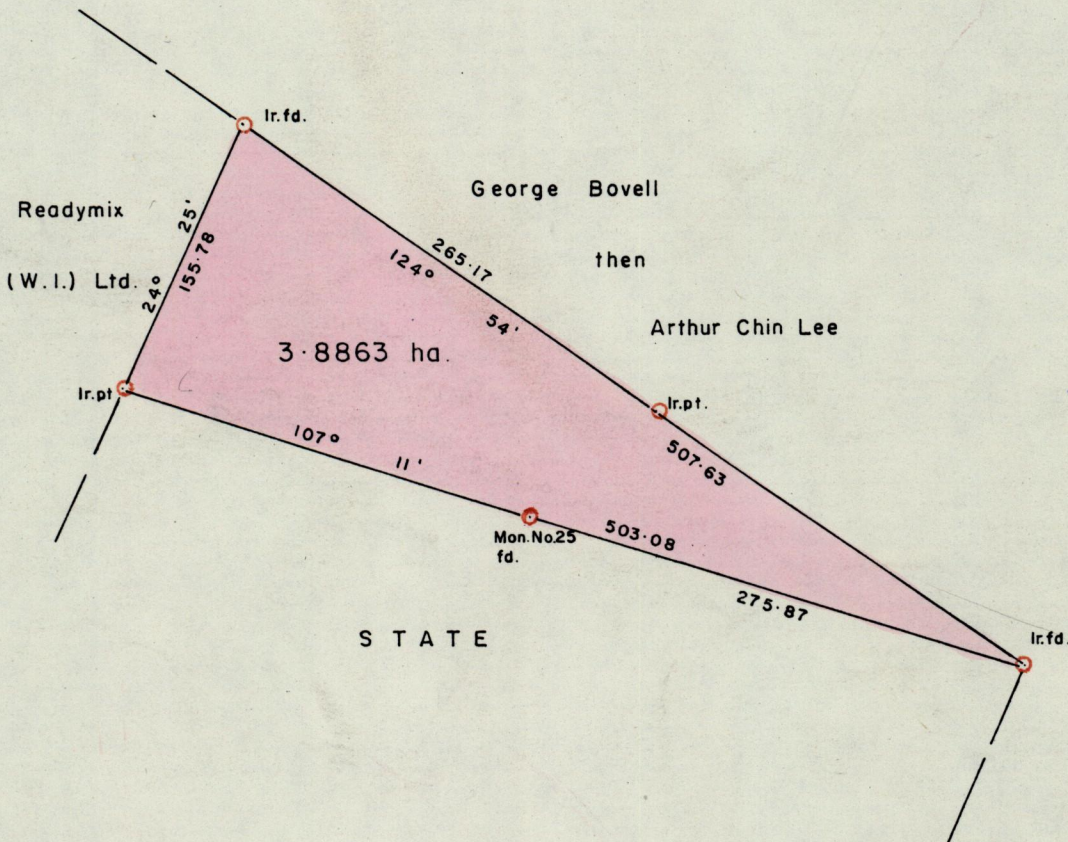 Ir.fd.
George Bovell
Readymix
25'
155·78
265·17
then
124°
(W.I.) Ltd.
24°
54'
Arthur Chin Lee
3·8863 ha.
Ir.pt
Ir.pt.
107°
11'
507·63
Mon.No.25
fd.
503·08
275·87
STATE
Ir.fd.